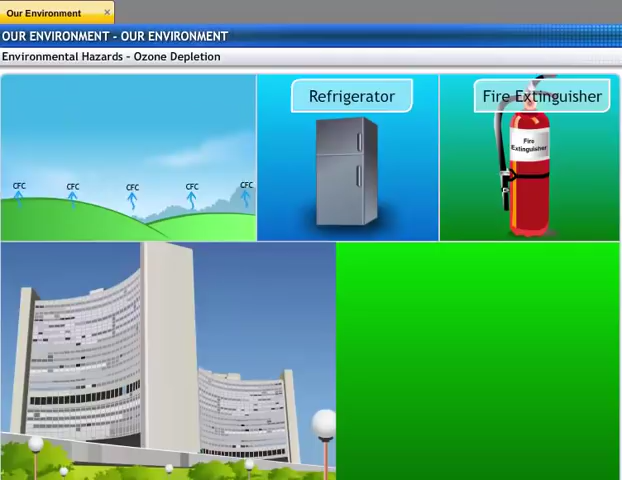 Our Environment
OUR ENVIRONMENT - OUR ENVIRONMENT
Environmental Hazards - Ozone Depletion
Refrigerator
Fire Extinguisher
Fire
Extinguisher
CFC
CFC
CFC
CFC
CFC